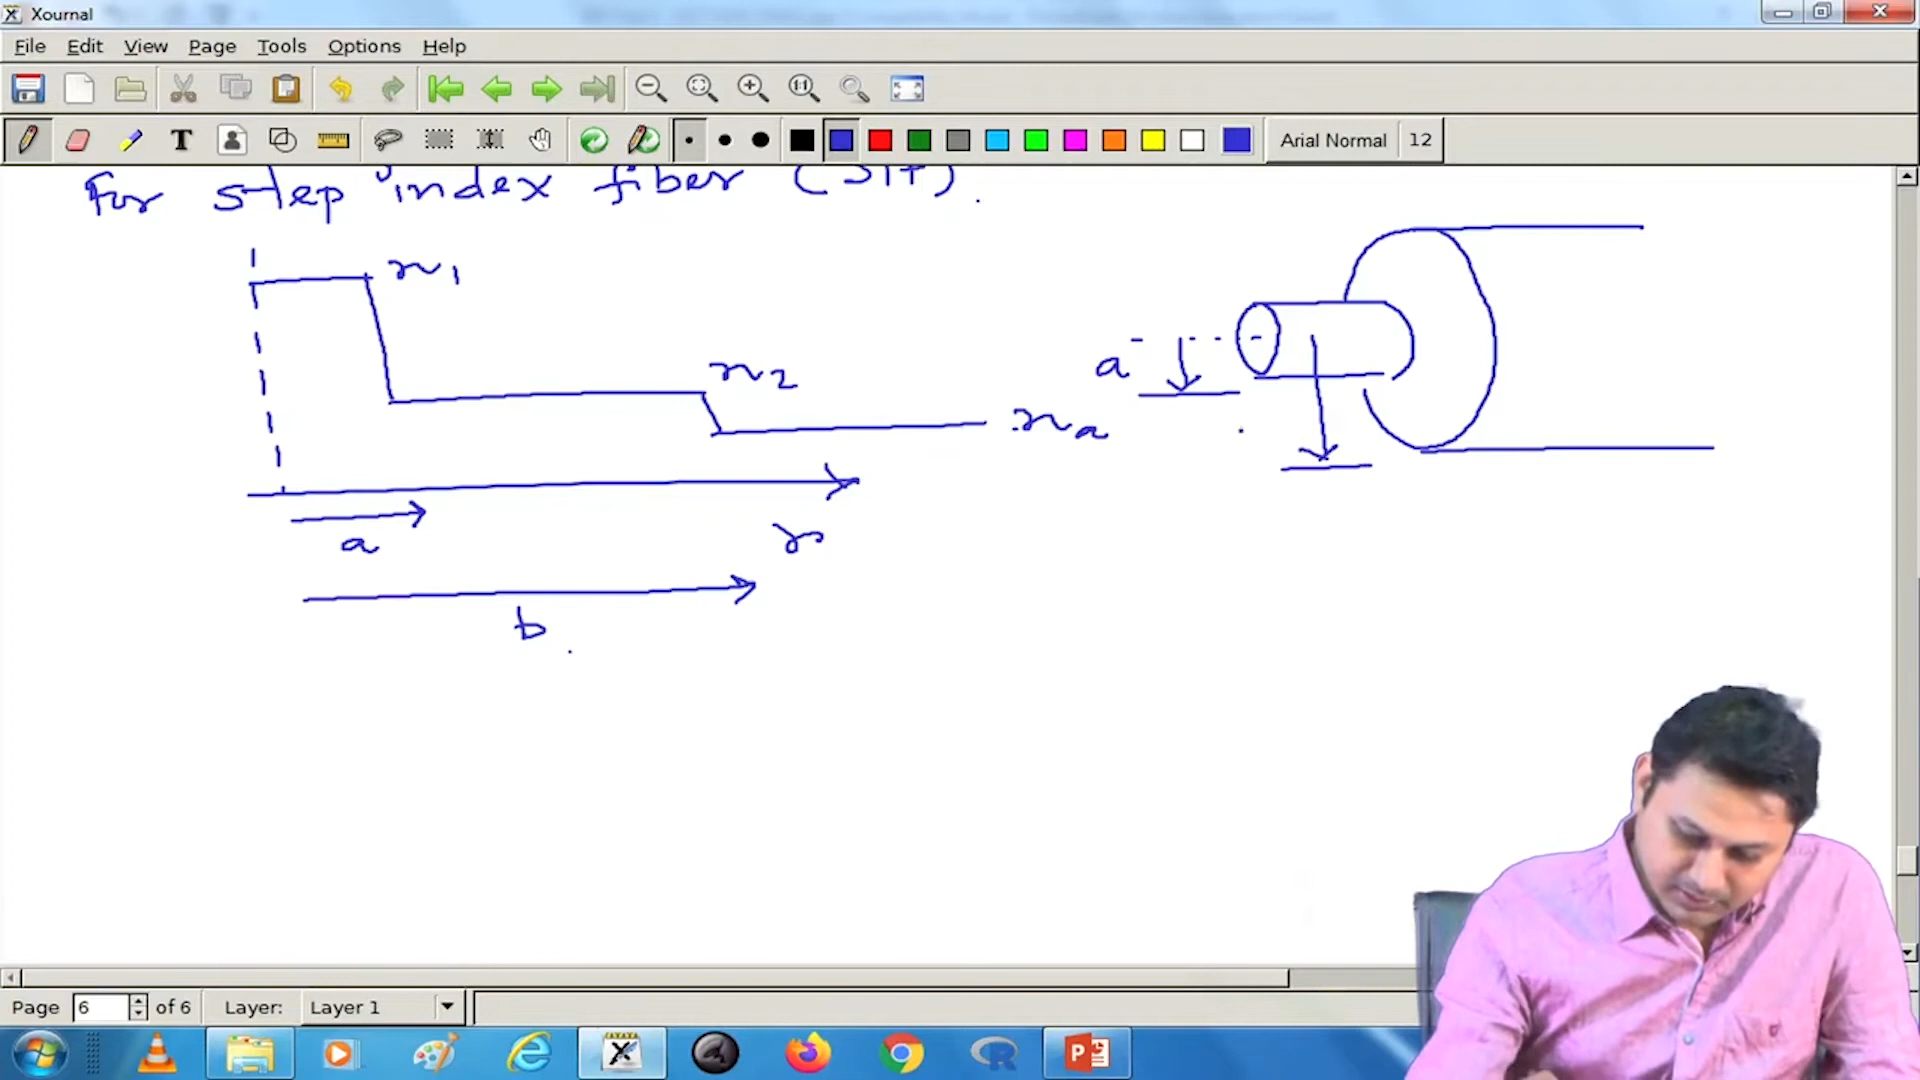 Xournal
File Edit View Page Tools Options Help
Arial Normal 12
For step index fiber (SIF).
n1
n2
na
a
r
b
a
Page 6 of 6 Layer: Layer 1